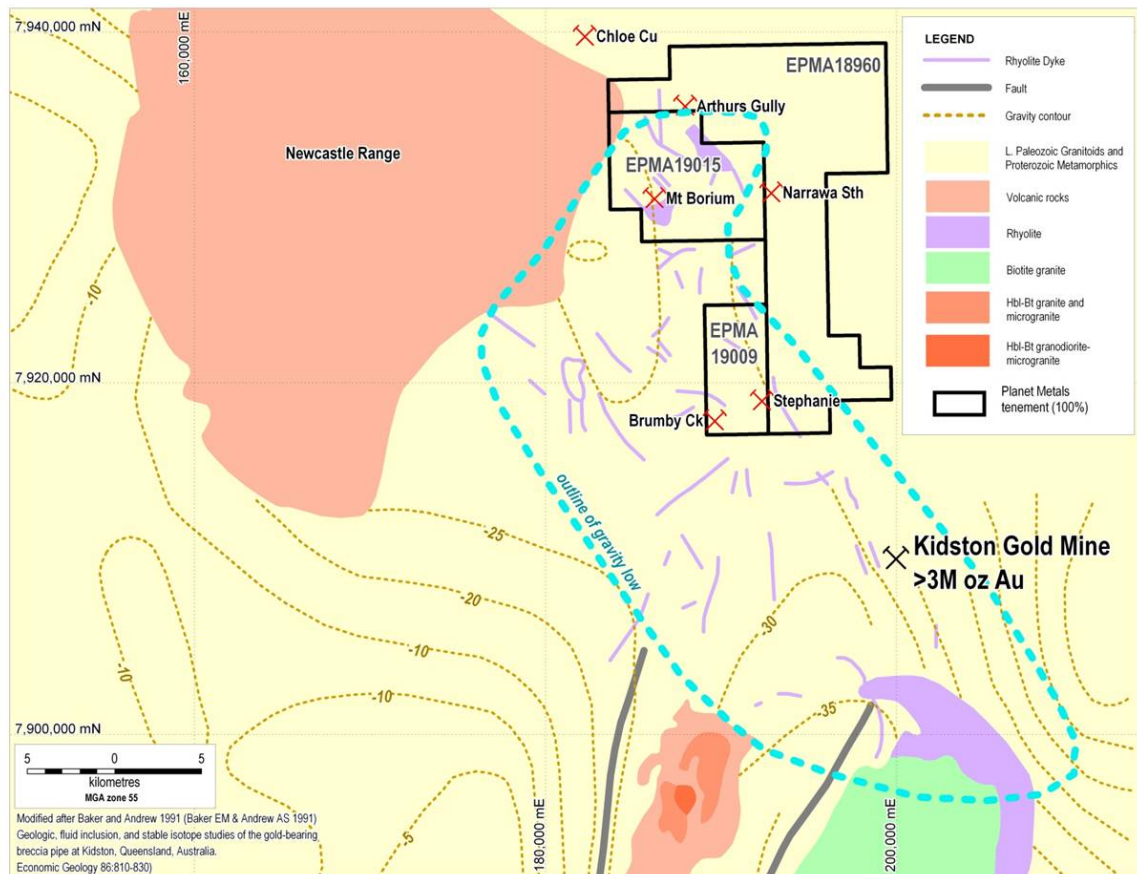 7,940,000 mN
160,000 mE
Chloe Cu
EPMA18960
Arthurs Gully
Newcastle Range
EPMA19015
Mt Borium
Narrawa Sth
-10
EPMA
19009
7,920,000 mN
Stephanie
Brumby Ck
outline of gravity low
-25
Kidston Gold Mine
>3M oz Au
-20
-30
-10
-10
-10
-35
7,900,000 mN
-5
180,000 mE
200,000 mE
LEGEND
Rhyolite Dyke
Fault
Gravity contour
L. Paleozoic Granitoids and
Proterozoic Metamorphics
Volcanic rocks
Rhyolite
Biotite granite
Hbl-Bt granite and
microgranite
Hbl-Bt granodiorite-
microgranite
Planet Metals
tenement (100%)
5 0 5
kilometres
MGA zone 55
Modified after Baker and Andrew 1991 (Baker EM & Andrew AS 1991)
Geologic, fluid inclusion, and stable isotope studies of the gold-bearing
breccia pipe at Kidston, Queensland, Australia.
Economic Geology 86:810-830)